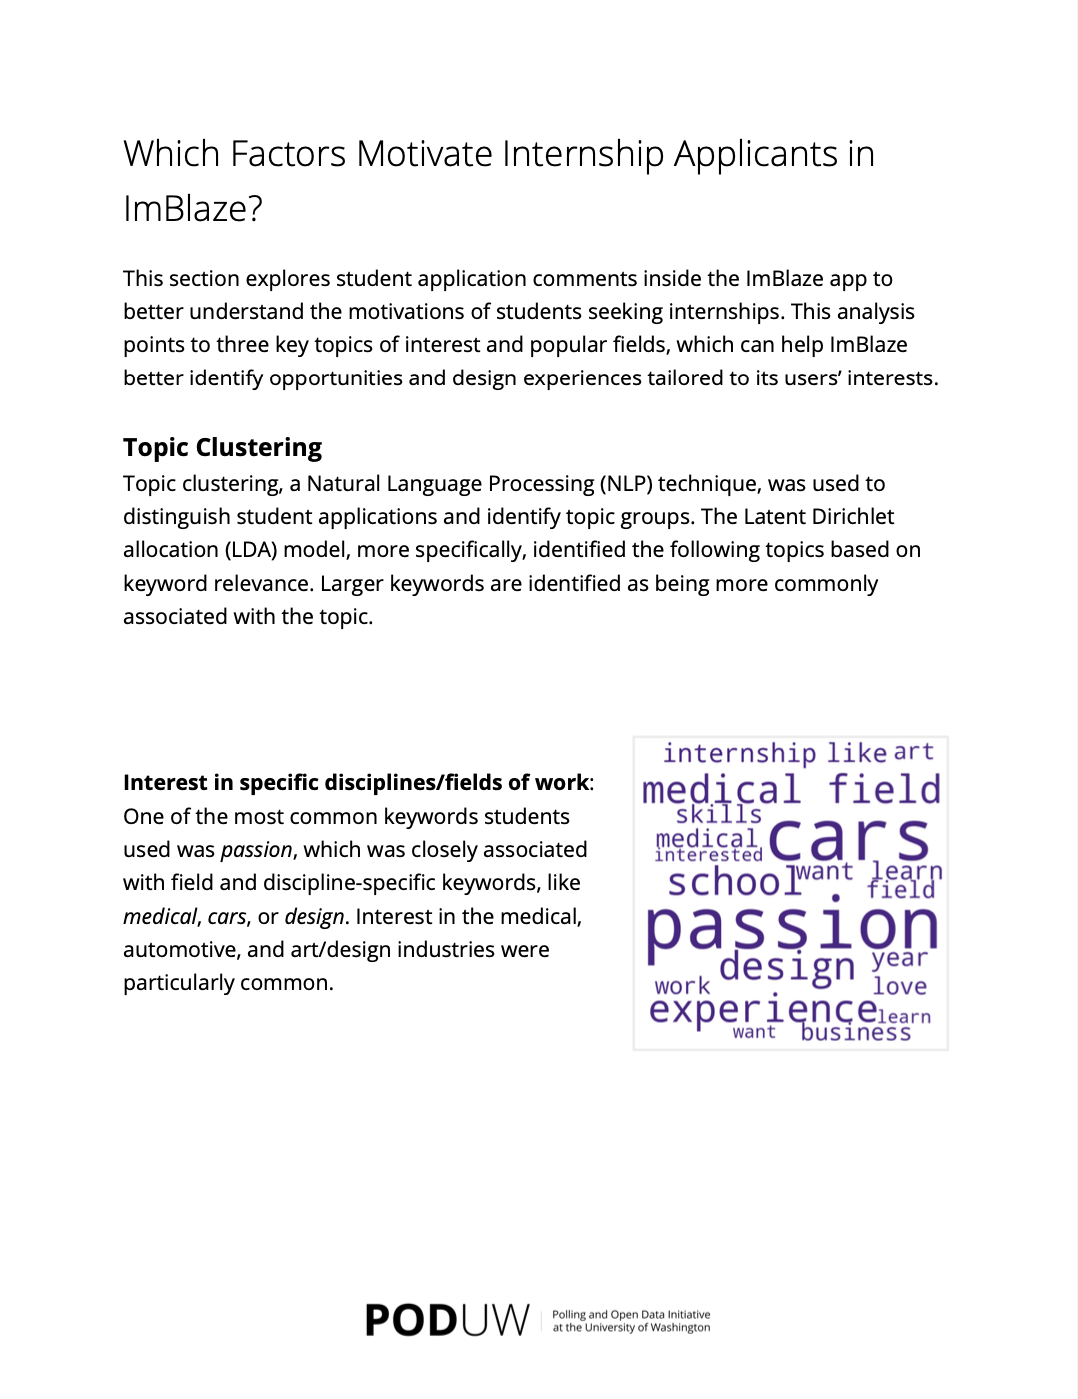 Which Factors Motivate Internship Applicants in
ImBlaze?
This section explores student application comments inside the ImBlaze app to
better understand the motivations of students seeking internships. This analysis
points to three key topics of interest and popular fields, which can help ImBlaze
better identify opportunities and design experiences tailored to its users’ interests.
Topic Clustering
Topic clustering, a Natural Language Processing (NLP) technique, was used to
distinguish student applications and identify topic groups. The Latent Dirichlet
allocation (LDA) model, more specifically, identified the following topics based on
keyword relevance. Larger keywords are identified as being more commonly
associated with the topic.
Interest in specific disciplines/fields of work:
One of the most common keywords students
used was passion, which was closely associated
with field and discipline-specific keywords, like
medical, cars, or design. Interest in the medical,
automotive, and art/design industries were
particularly common.
internship like art
medical field
skills
cars
medical
interested
school
want learn
field
passion
design
year
work
love
experience
learn
want
business
PODUW
Polling and Open Data Initiative
at the University of Washington